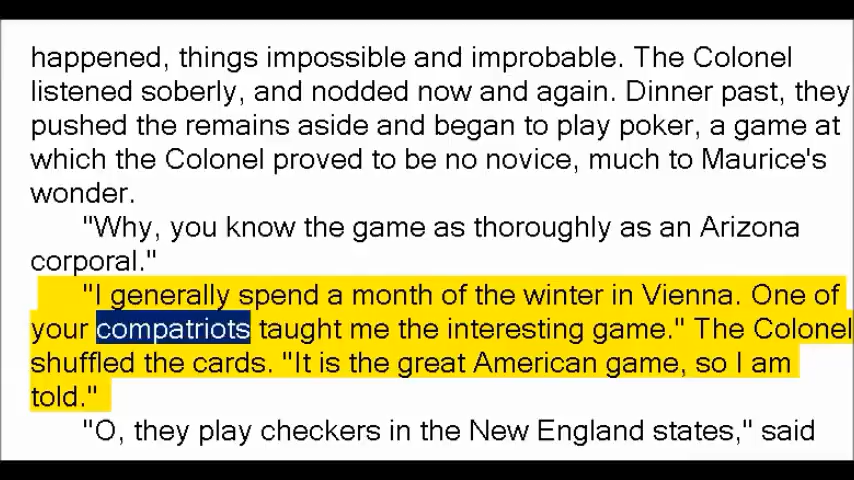 happened, things impossible and improbable. The Colonel
listened soberly, and nodded now and again. Dinner past, they
pushed the remains aside and began to play poker, a game at
which the Colonel proved to be no novice, much to Maurice's
wonder.
"Why, you know the game as thoroughly as an Arizona
corporal."
"I generally spend a month of the winter in Vienna. One of
your compatriots taught me the interesting game." The Colonel
shuffled the cards. "It is the great American game, so I am
told."
"O, they play checkers in the New England states," said